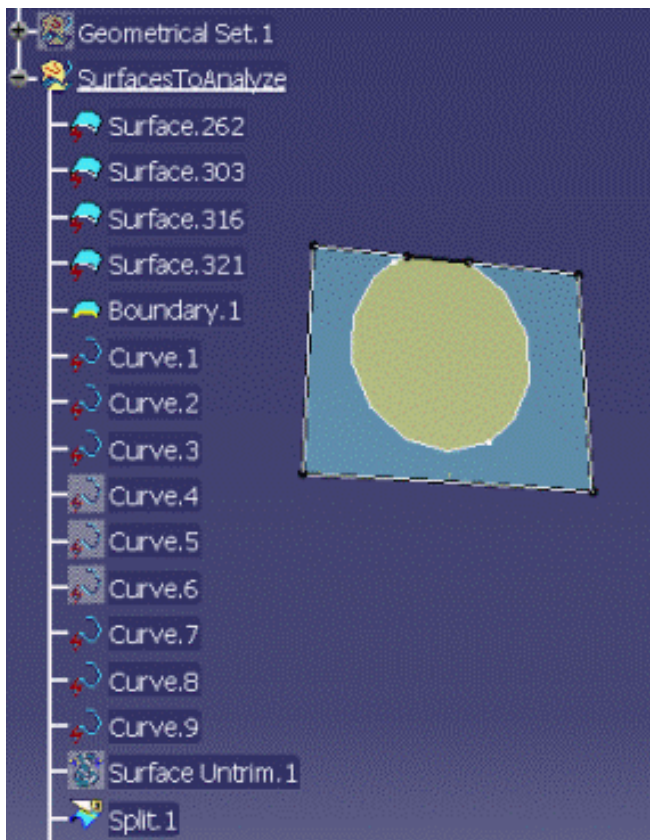 Geometrical Set.1
SurfacesToAnalyze
Surface.262
Surface.303
Surface.316
Surface.321
Boundary.1
Curve.1
Curve.2
Curve.3
Curve.4
Curve.5
Curve.6
Curve.7
Curve.8
Curve.9
Surface Untrim.1
Split.1